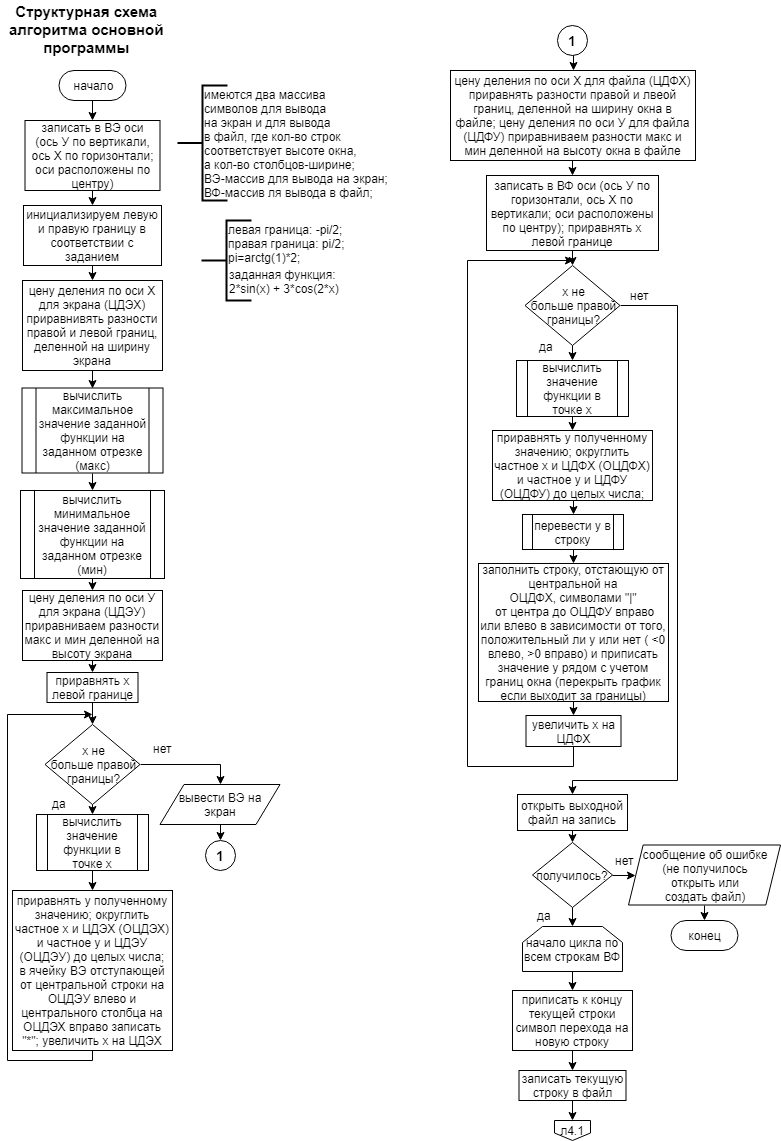 Структурная схема
алгоритма основной
программы
начало
записать в ВЭ оси
(ось У по вертикали,
ось Х по горизонтали;
оси расположены по
центру)
имеются два массива
символов для вывода
на экран и для вывода
в файл, где кол-во строк
соответствует высоте окна,
а кол-во столбцов-ширине;
ВЭ-массив для вывода на экран;
ВФ-массив ля вывода в файл;
инициализируем левую
и правую границу в
соответствии с
заданием
левая граница: -pi/2;
правая граница: pi/2;
pi=arctg(1)*2;
заданная функция:
2*sin(x) + 3*cos(2*x)
цену деления по оси Х
для экрана (ЦДЭХ)
приравнивять разности
правой и левой границ,
деленной на ширину
экрана
вычислить
максимальное
значение заданной
функции на
заданном отрезке
(макс)
вычислить
минимальное
значение заданной
функции на
заданном отрезке
(мин)
цену деления по оси У
для экрана (ЦДЭУ)
приравниваем разности
макс и мин деленной на
высоту экрана
приравнять х
левой границе
х не
больше правой
границы?
нет
да
вывести ВЭ на
экран
1
вычислить
значение
функции в
точке х
приравнять у полученному
значению; округлить
частное х и ЦДЭХ (ОЦДЭХ)
и частное у и ЦДЭУ
(ОЦДЭУ) до целых числа;
в ячейку ВЭ отступающей
от центральной строки на
ОЦДЭУ влево и
центрального столбца на
ОЦДЭХ вправо записать
"*"; увеличить х на ЦДЭХ
1
цену деления по оси Х для файла (ЦДФХ)
приравнять разности правой и лвеой
границ, деленной на ширину окна в
файле; цену деления по оси У для файла
(ЦДФУ) приравниваем разности макс и
мин деленной на высоту окна в файле
записать в ВФ оси (ось У по
горизонтали, ось Х по
вертикали; оси расположены
по центру); приравнять х
левой границе
х не
больше правой
границы?
нет
да
вычислить
значение
функции в
точке х
приравнять у полученному
значению; округлить
частное х и ЦДФХ (ОЦДФХ)
и частное у и ЦДФУ
(ОЦДФУ) до целых числа;
перевести у в
строку
заполнить строку, отстающую от
центральной на
ОЦДФХ, символами "|"
от центра до ОЦДФУ вправо
или влево в зависимости от того,
положительный ли у или нет ( <0
влево, >0 вправо) и приписать
значение у рядом с учетом
границ окна (перекрыть график
если выходит за границы)
увеличить х на
ЦДФХ
открыть выходной
файл на запись
получилось?
нет
да
сообщение об ошибке
(не получилось
открыть или
создать файл)
конец
начало цикла по
всем строкам ВФ
приписать к концу
текущей строки
символ перехода на
новую строку
записать текущую
строку в файл
л4.1